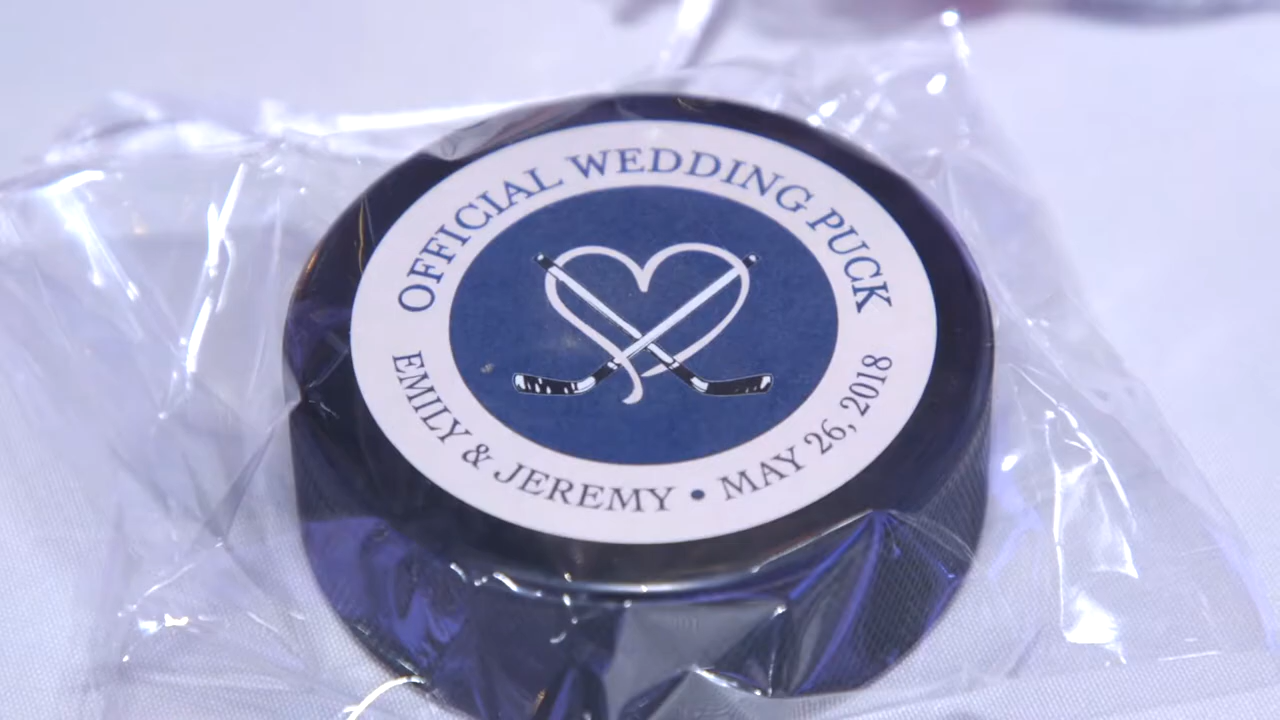 OFFICIAL WEDDING PUCK
EMILY & JEREMY • MAY 26, 2018